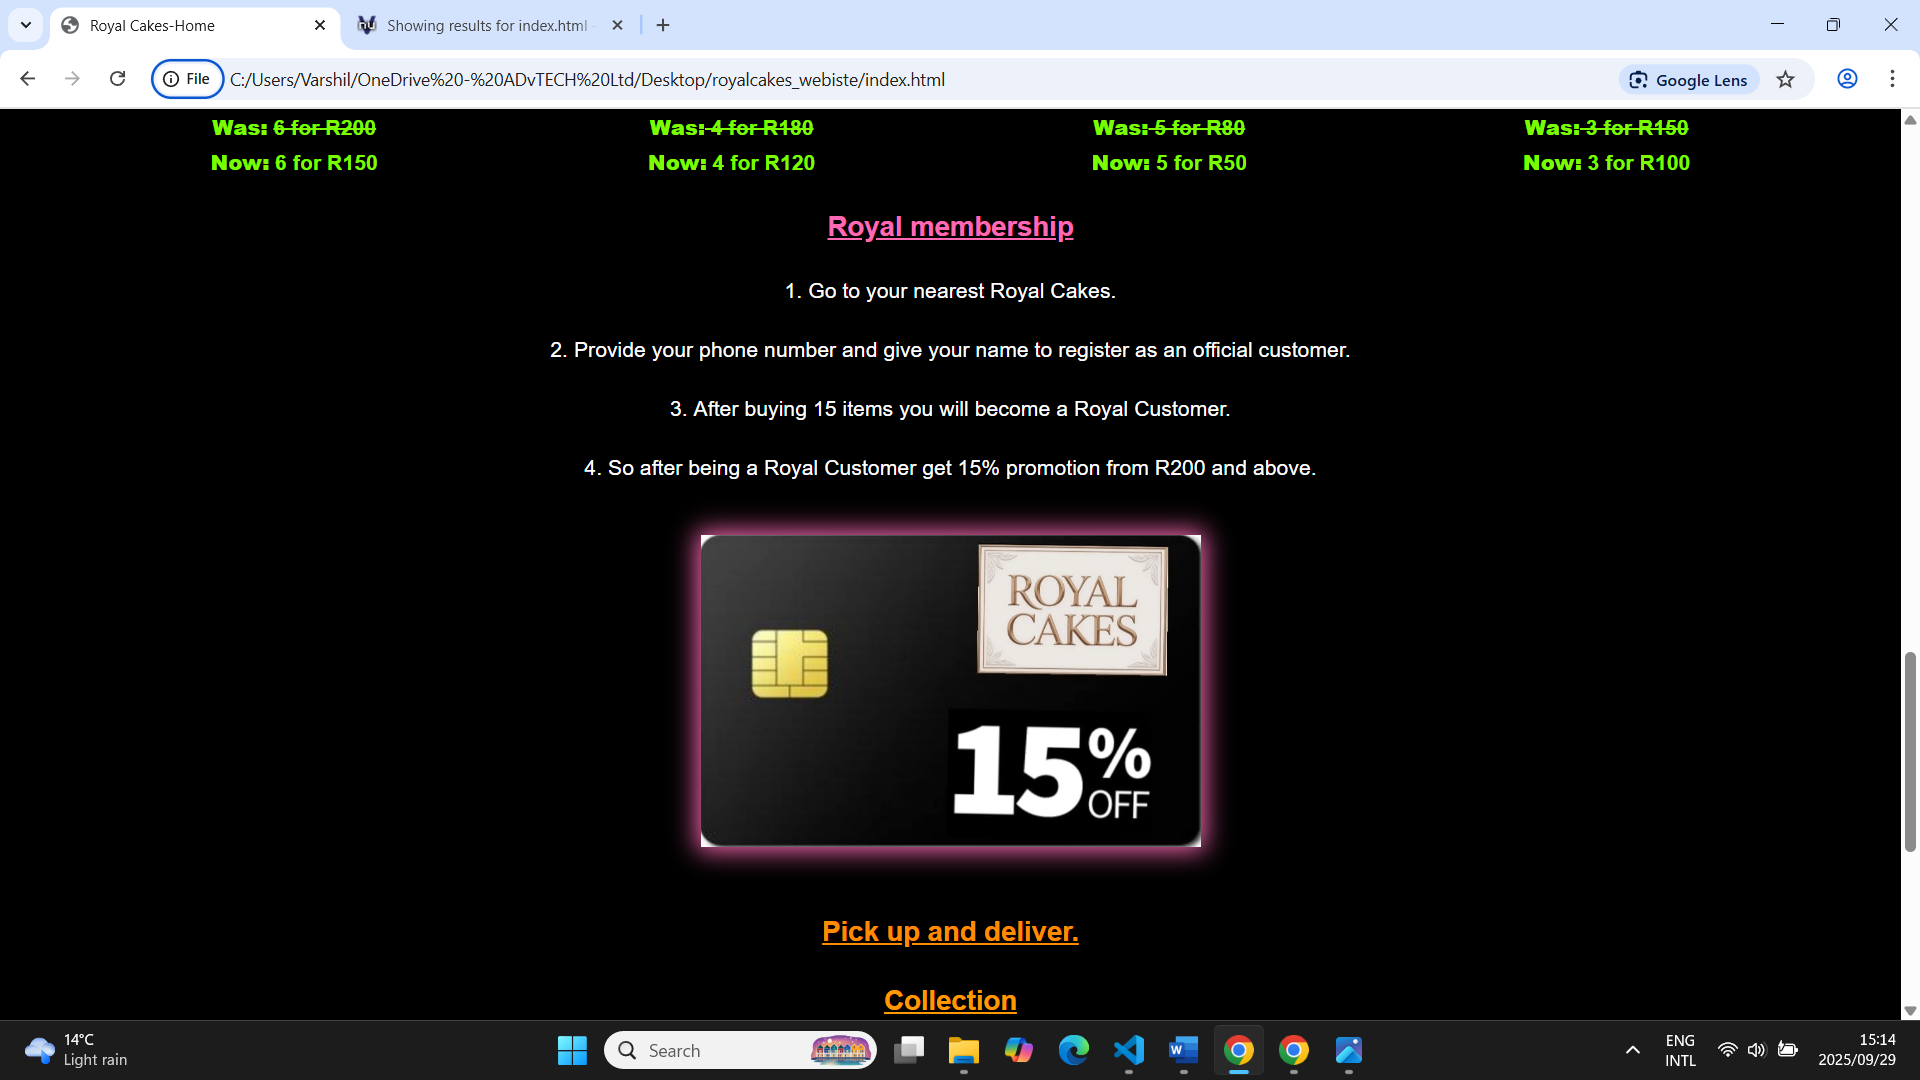 Royal Cakes-Home
Showing results for index.html
File
C:/Users/Varshil/OneDrive%20-%20ADvTECH%20Ltd/Desktop/royalcakes_webiste/index.html
Google Lens
Was: 6 for R200
Was: 4 for R180
Was: 5 for R80
Was: 3 for R150
Now: 6 for R150
Now: 4 for R120
Now: 5 for R50
Now: 3 for R100
Royal membership
1. Go to your nearest Royal Cakes.
2. Provide your phone number and give your name to register as an official customer.
3. After buying 15 items you will become a Royal Customer.
4. So after being a Royal Customer get 15% promotion from R200 and above.
ROYAL
CAKES
15%
OFF
Pick up and deliver.
Collection
14°C
Light rain
Search
ENG
INTL
15:14
2025/09/29